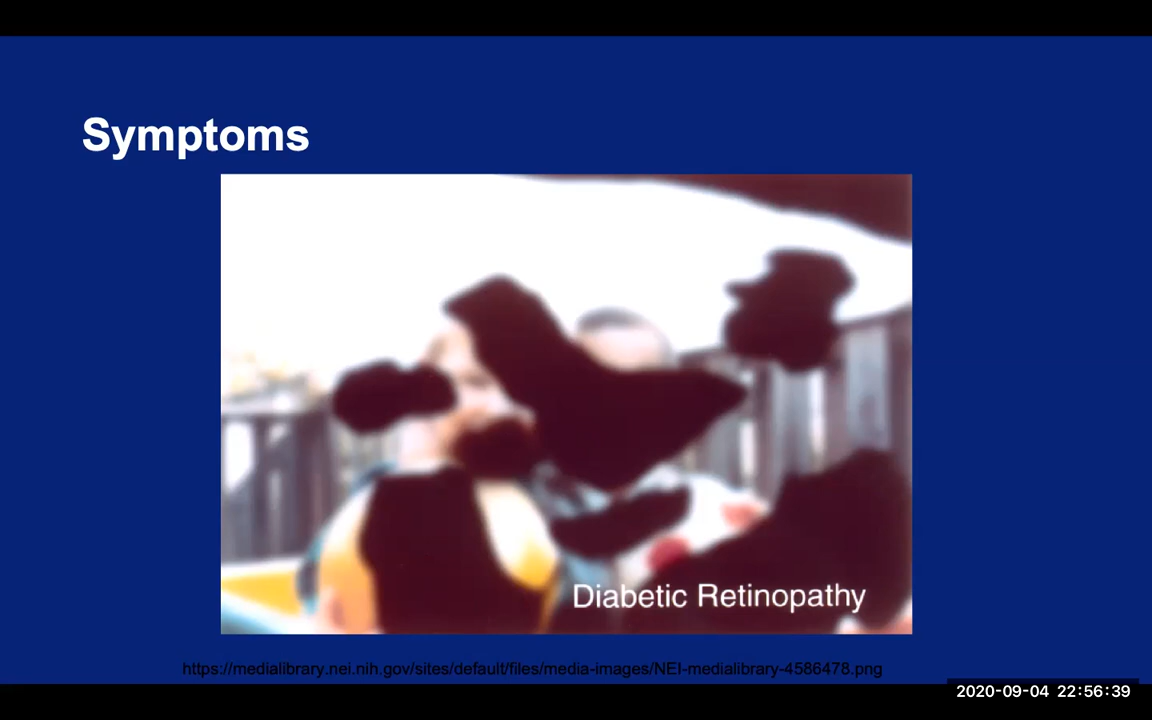 Symptoms
Diabetic Retinopathy
https://medialibrary.nei.nih.gov/sites/default/files/media-images/NEI-medialibrary-4586478.png
2020-09-04 22:56:39